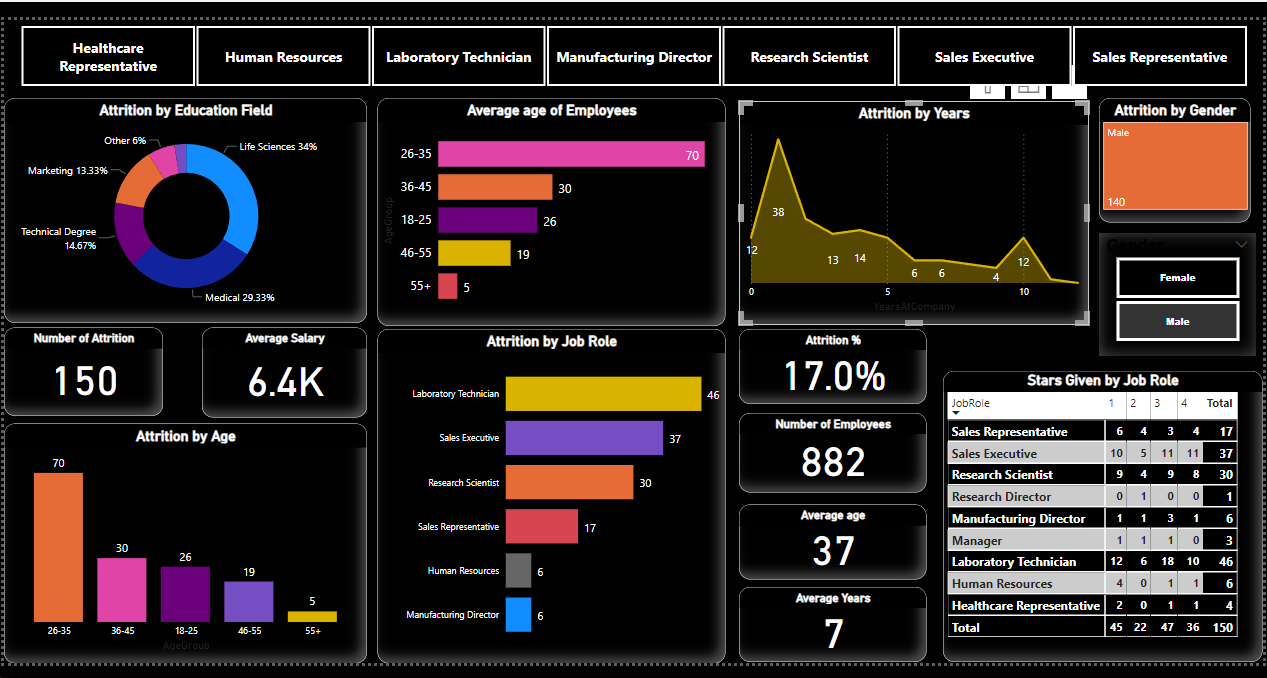 Healthcare
Representative
Human Resources
Laboratory Technician
Manufacturing Director
Research Scientist
Sales Executive
Sales Representative
Attrition by Education Field
Other 6%
Life Sciences 34%
Marketing 13.33%
Technical Degree
14.67%
Medical 29.33%
Average age of Employees
AgeGroup
26-35
70
36-45
30
18-25
26
46-55
19
55+
5
Attrition by Years
38
12
13
14
6
6
4
12
0
5
10
YearsAtCompany
Attrition by Gender
Male
140
Gender
Female
Male
Number of Attrition
150
Average Salary
6.4K
Attrition by Age
70
30
26
19
5
26-35
36-45
18-25
46-55
55+
AgeGroup
Attrition by Job Role
Laboratory Technician
46
Sales Executive
37
Research Scientist
30
Sales Representative
17
Human Resources
6
Manufacturing Director
6
Attrition %
17.0%
Number of Employees
882
Average age
37
Average Years
7
Stars Given by Job Role
JobRole 1 2 3 4 Total
Sales Representative 6 4 3 4 17
Sales Executive 10 5 11 11 37
Research Scientist 9 4 9 8 30
Research Director 0 1 0 0 1
Manufacturing Director 1 1 3 1 6
Manager 1 1 1 0 3
Laboratory Technician 12 6 18 10 46
Human Resources 4 0 1 1 6
Healthcare Representative 2 0 1 1 4
Total 45 22 47 36 150